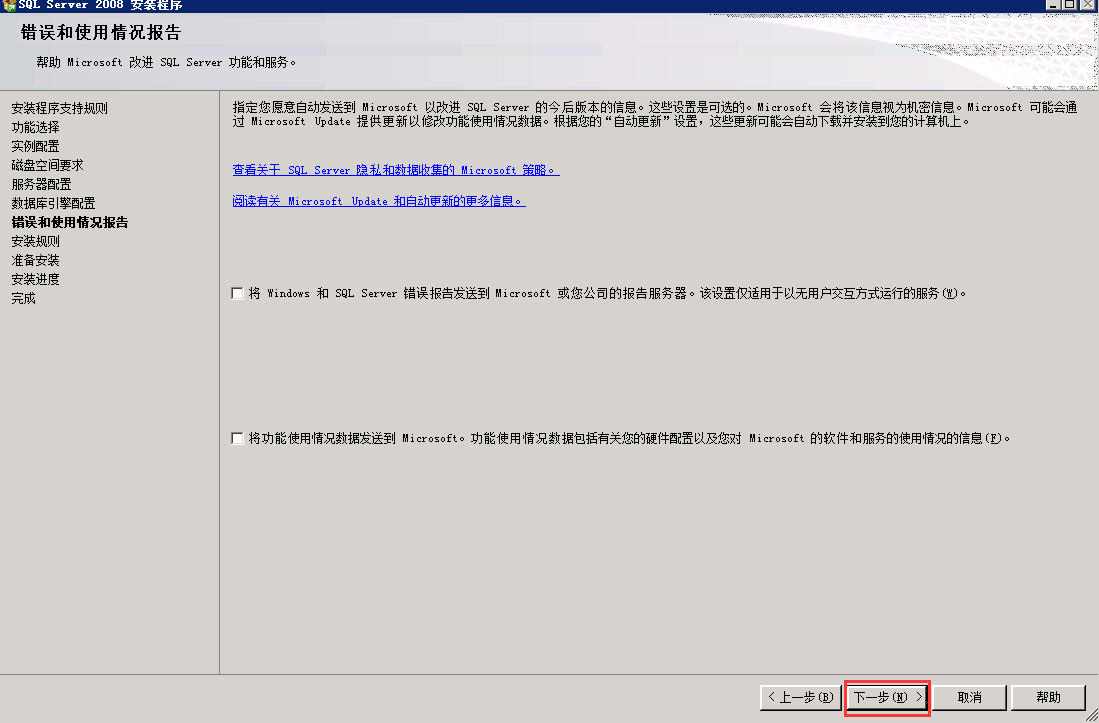 SQL Server 2008 安装程序
错误和使用情况报告
帮助 Microsoft 改进 SQL Server 功能和服务。
安装程序支持规则
功能选择
实例配置
磁盘空间要求
服务器配置
数据库引擎配置
错误和使用情况报告
安装规则
准备安装
安装进度
完成
指定您愿意自动发送到 Microsoft 以改进 SQL Server 的今后版本的信息。这些设置是可选的。Microsoft 会将该信息视为机密信息。Microsoft 可能会通
过 Microsoft Update 提供更新以修改功能使用情况数据。根据您的“自动更新”设置，这些更新可能会自动下载并安装到您的计算机上。
查看关于 SQL Server 隐私和数据收集的 Microsoft 策略。
阅读有关 Microsoft Update 和自动更新的更多信息。
将 Windows 和 SQL Server 错误报告发送到 Microsoft 或您公司的报告服务器。该设置仅适用于以无用户交互方式运行的服务(W)。
将功能使用情况数据发送到 Microsoft。功能使用情况数据包括有关您的硬件配置以及您对 Microsoft 的软件和服务的使用情况的信息(F)。
< 上一步(B) 下一步(N) > 取消 帮助